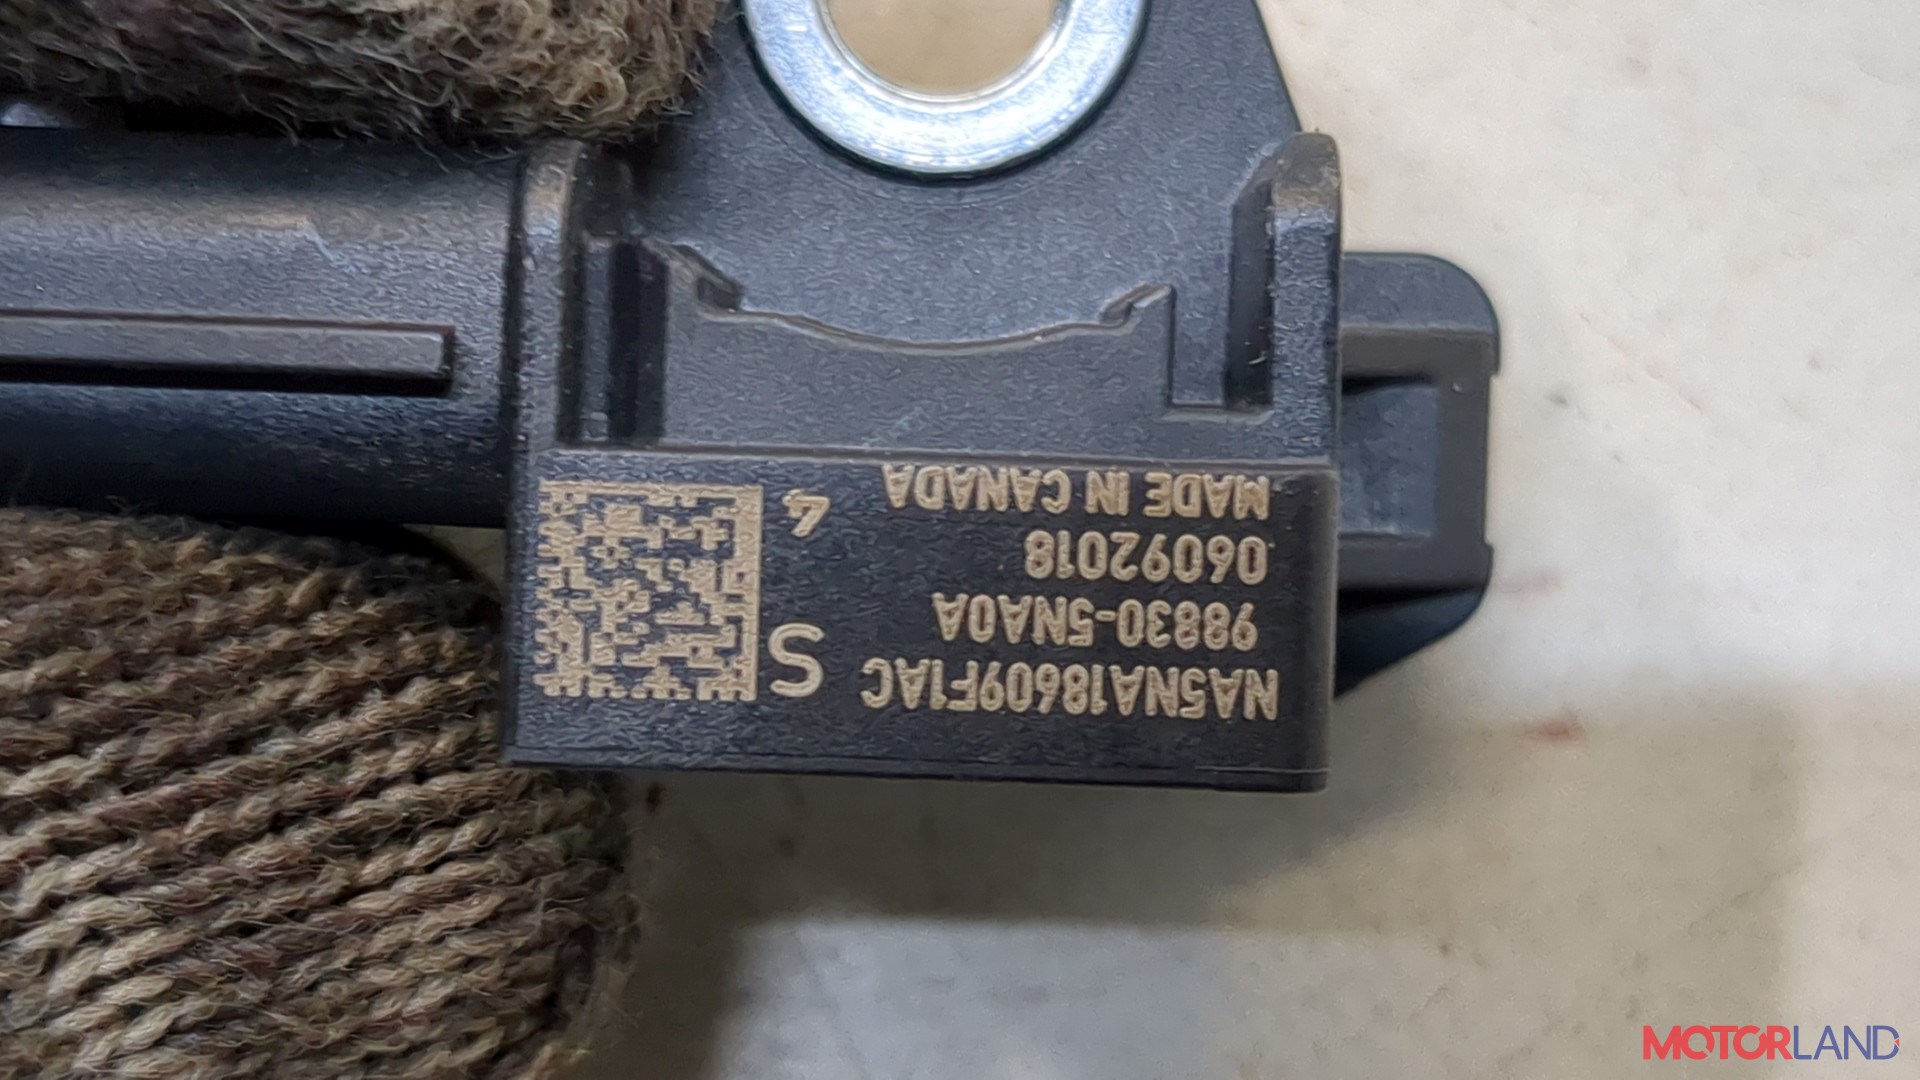 NA5NA18609F1AC
98830-5NA0A
06092018
MADE IN CANADA
S
4
MOTORLAND